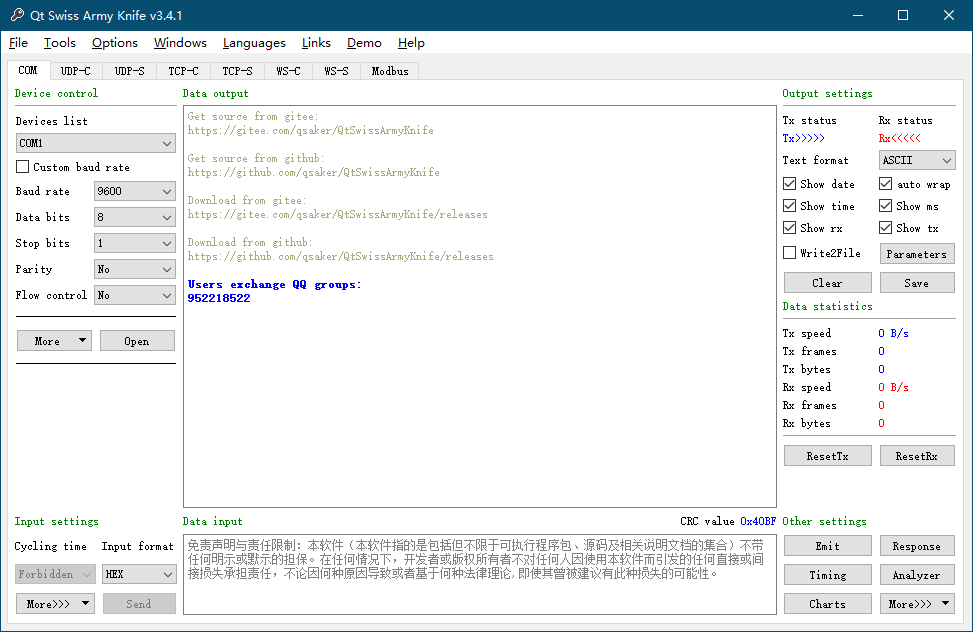 Qt Swiss Army Knife v3.4.1
File Tools Options Windows Languages Links Demo Help
COM UDP-C UDP-S TCP-C TCP-S WS-C WS-S Modbus
Device control
Devices list
COM1
Custom baud rate
Baud rate 9600
Data bits 8
Stop bits 1
Parity No
Flow control No
More Open
Data output
Get source from gitee:
https://gitee.com/qsaker/QtSwissArmyKnife
Get source from github:
https://github.com/qsaker/QtSwissArmyKnife
Download from gitee:
https://gitee.com/qsaker/QtSwissArmyKnife/releases
Download from github:
https://github.com/qsaker/QtSwissArmyKnife/releases
Users exchange QQ groups:
952218522
Output settings
Tx status Rx status
Tx>>>>> Rx<<<<<
Text format ASCII
Show date auto wrap
Show time Show ms
Show rx Show tx
Write2File Parameters
Clear Save
Data statistics
Tx speed 0 B/s
Tx frames 0
Tx bytes 0
Rx speed 0 B/s
Rx frames 0
Rx bytes 0
ResetTx ResetRx
Input settings
Cycling time Input format
Forbidden HEX
More>>> Send
Data input CRC value 0x40BF
免责声明与责任限制：本软件（本软件指的是包括但不限于可执行程序包、源码及相关说明文档的集合）不带
任何明示或默示的担保。在任何情况下，开发者或版权所有者不对任何人因使用本软件而引发的任何直接或间
接损失承担责任，不论因何种原因导致或者基于何种法律理论,即使其曾被建议有此种损失的可能性。
Other settings
Emit Response
Timing Analyzer
Charts More>>>